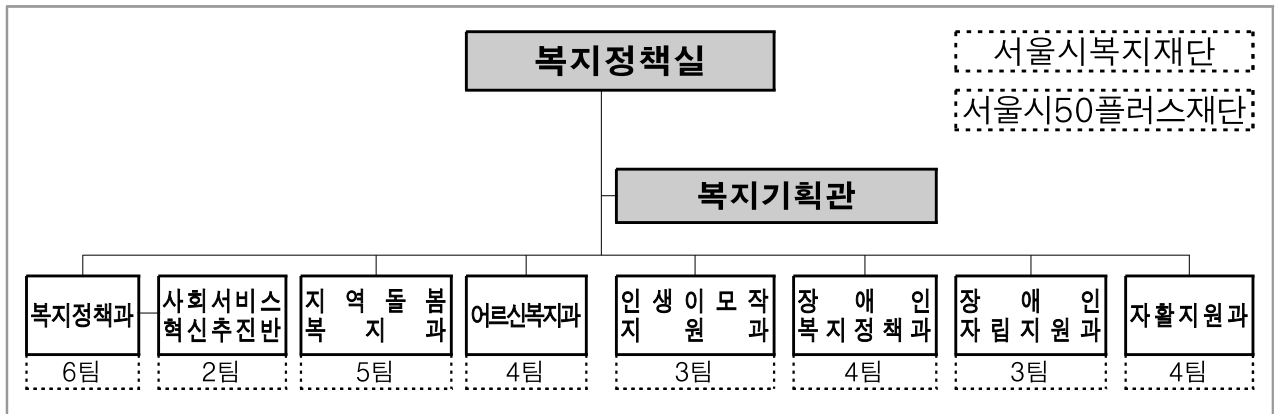 복지정책실
서울시복지재단
서울시50플러스재단
복지기획관
복지정책과
사회서비스
혁신추진반
지역돌봄
복지과
어르신복지과
인생이모작
지원과
장애인
복지정책과
장애인
자립지원과
자활지원과
6팀
2팀
5팀
4팀
3팀
4팀
3팀
4팀